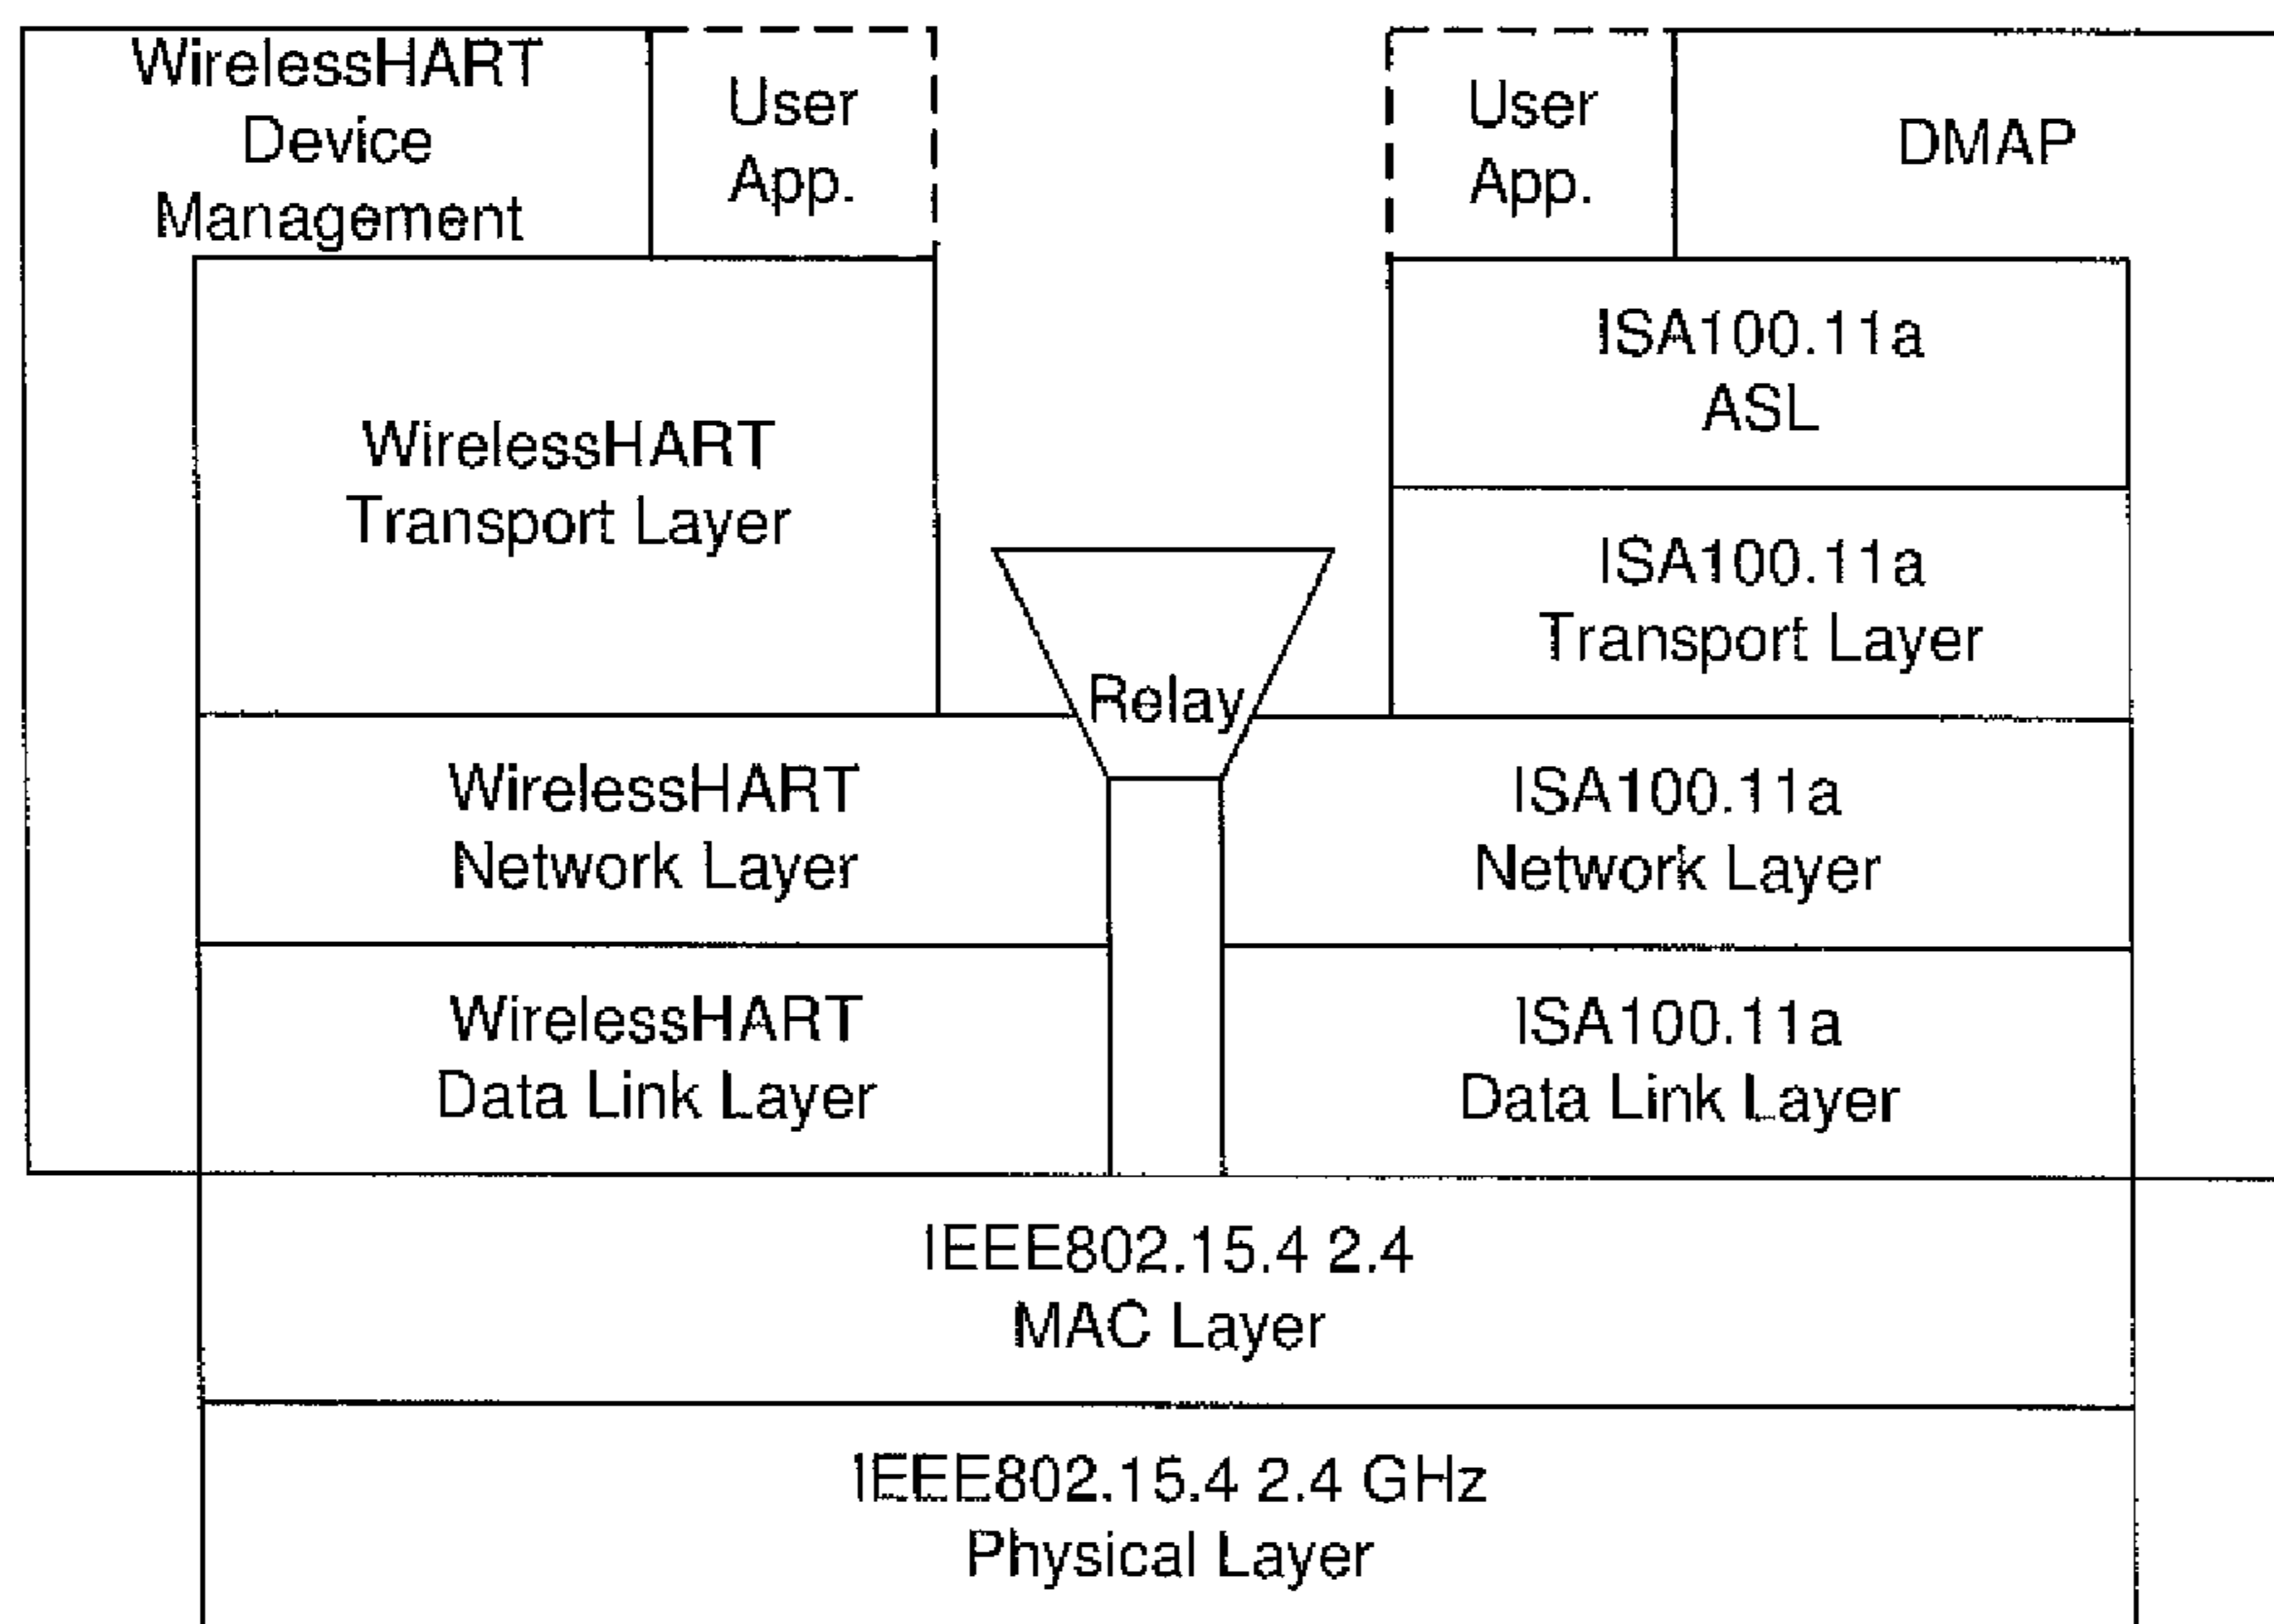 WirelessHART
Device
Management
User
App.
User
App.
DMAP
WirelessHART
Transport Layer
ISA100.11a
ASL
ISA100.11a
Transport Layer
Relay
WirelessHART
Network Layer
ISA100.11a
Network Layer
WirelessHART
Data Link Layer
ISA100.11a
Data Link Layer
IEEE802.15.4 2.4
MAC Layer
IEEE802.15.4 2.4 GHz
Physical Layer